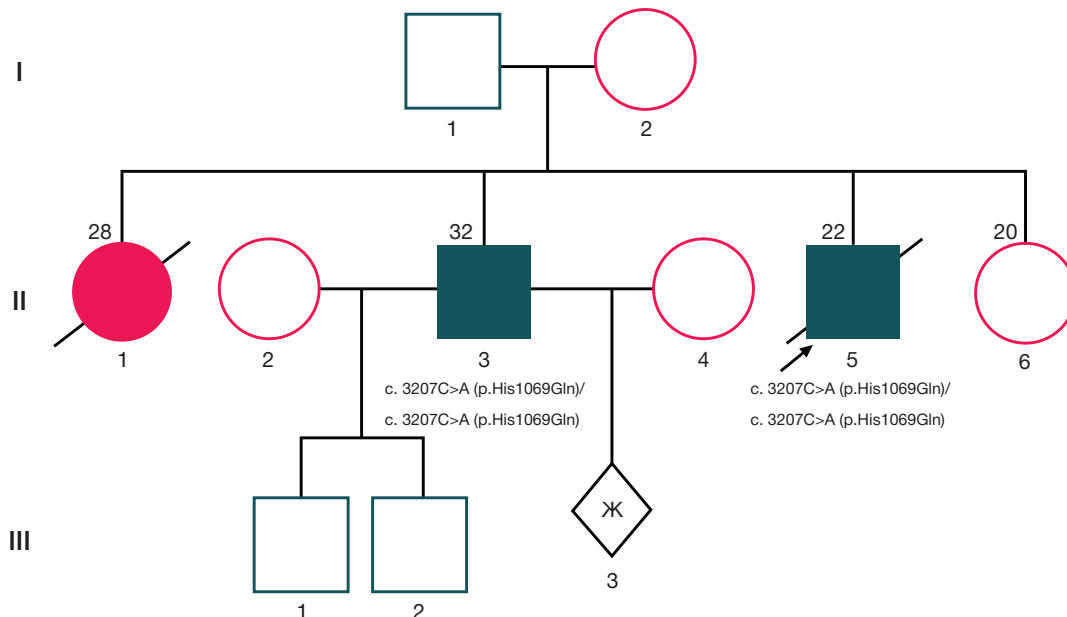 I
1
2
28
32
22
20
II
1
2
3
4
5
6
c. 3207C>A (p.His1069Gln)/
c. 3207C>A (p.His1069Gln)
c. 3207C>A (p.His1069Gln)/
c. 3207C>A (p.His1069Gln)
Ж
III
1
2
3